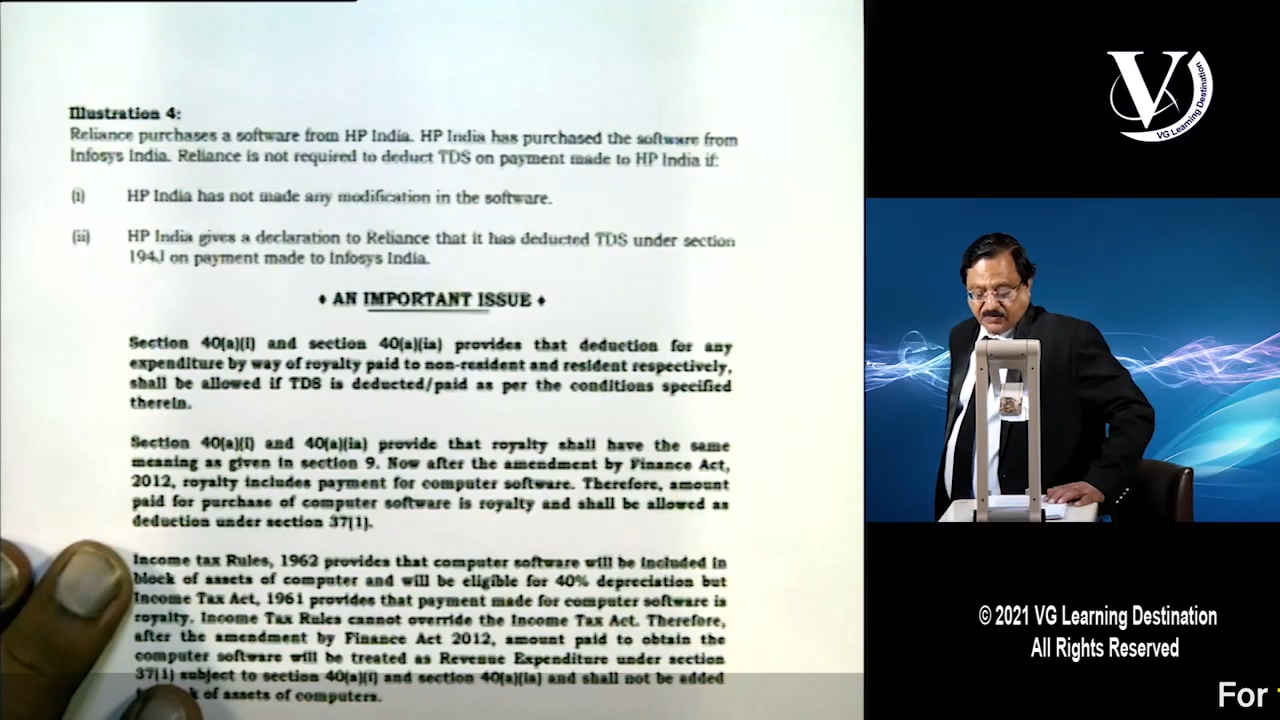 Illustration 4:
Reliance purchases a software from HP India. HP India has purchased the software from
Infosys India. Reliance is not required to deduct TDS on payment made to HP India if:
(i) HP India has not made any modification in the software.
(ii) HP India gives a declaration to Reliance that it has deducted TDS under section
194J on payment made to Infosys India.
♦ AN IMPORTANT ISSUE ♦
Section 40(a)(i) and section 40(a)(ia) provides that deduction for any
expenditure by way of royalty paid to non-resident and resident respectively,
shall be allowed if TDS is deducted/paid as per the conditions specified
therein.
Section 40(a)(i) and 40(a)(ia) provide that royalty shall have the same
meaning as given in section 9. Now after the amendment by Finance Act,
2012, royalty includes payment for computer software. Therefore, amount
paid for purchase of computer software is royalty and shall be allowed as
deduction under section 37(1).
Income tax Rules, 1962 provides that computer software will be included in
block of assets of computer and will be eligible for 40% depreciation but
Income Tax Act, 1961 provides that payment made for computer software is
royalty. Income Tax Rules cannot override the Income Tax Act. Therefore,
after the amendment by Finance Act 2012, amount paid to obtain the
computer software will be treated as Revenue Expenditure under section
37(1) subject to section 40(a)(i) and section 40(a)(ia) and shall not be added
of assets of computers.
V
VG Learning Destination
© 2021 VG Learning Destination
All Rights Reserved
For